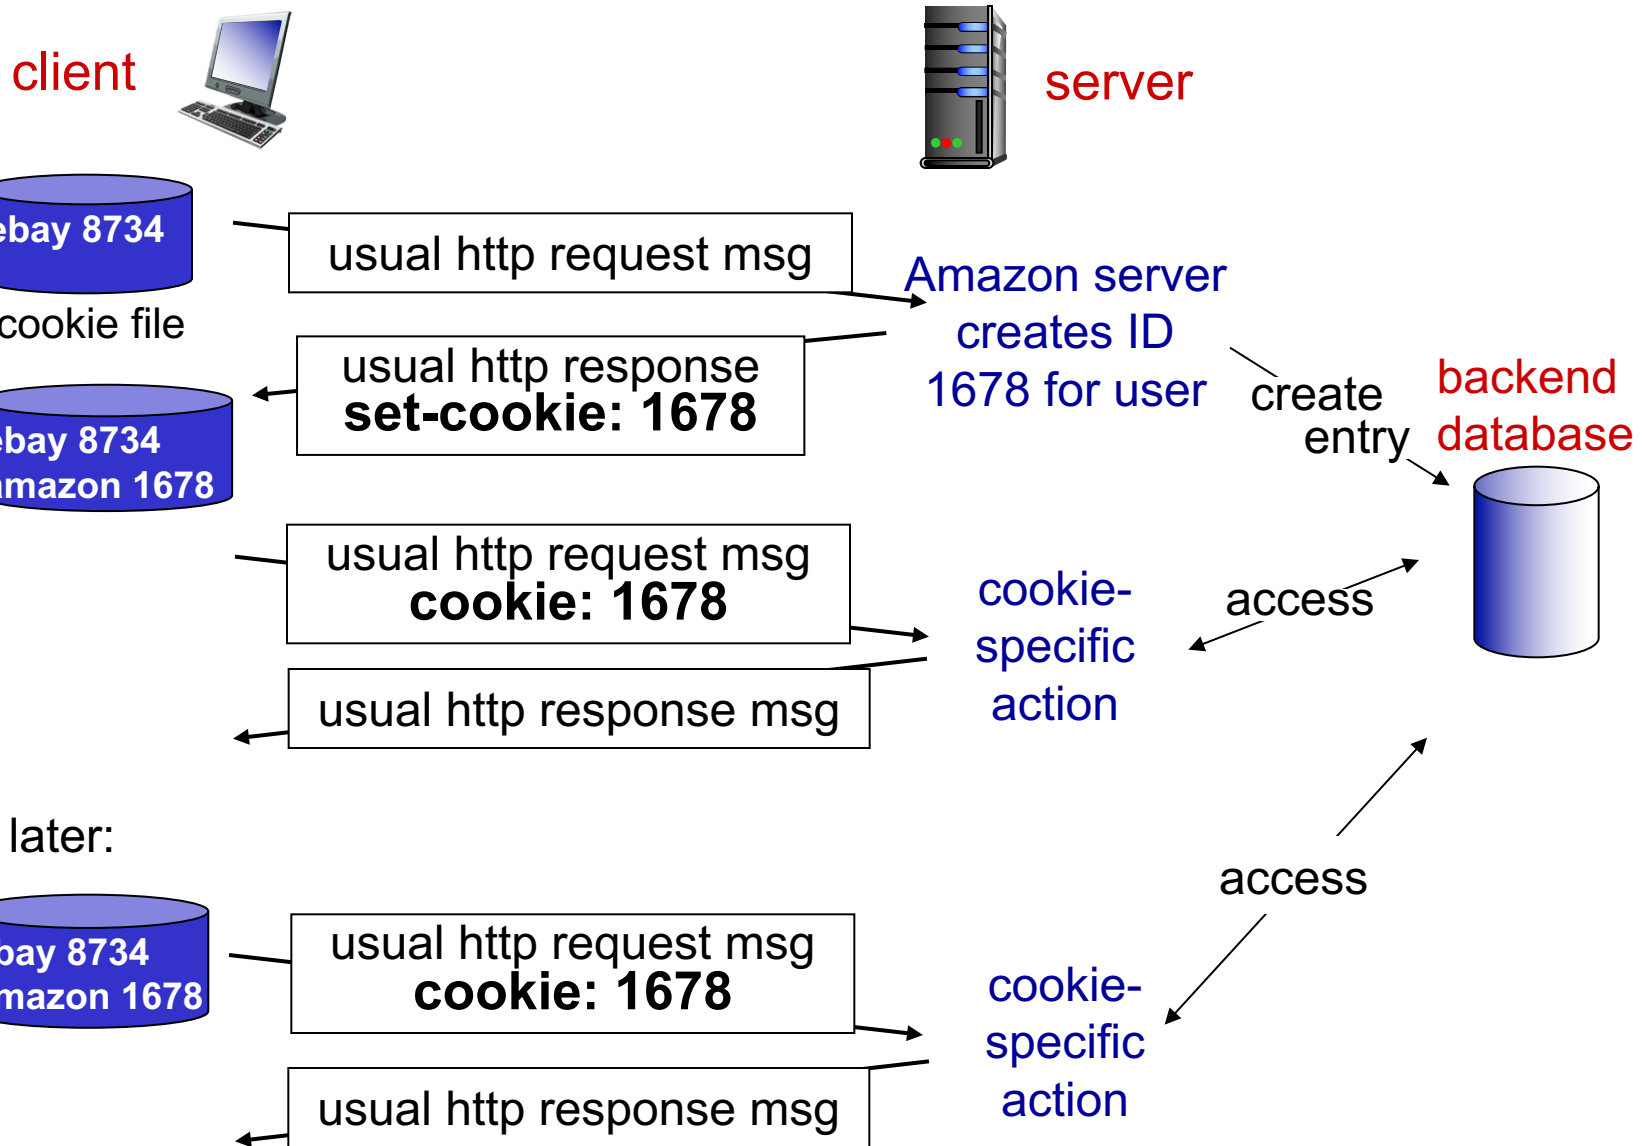 client
server
ebay 8734
usual http request msg
Amazon server
creates ID
1678 for user
cookie file
usual http response
set-cookie: 1678
create
entry
backend
database
ebay 8734
amazon 1678
usual http request msg
cookie: 1678
cookie-
specific
action
access
usual http response msg
later:
access
bay 8734
mazon 1678
usual http request msg
cookie: 1678
cookie-
specific
action
usual http response msg